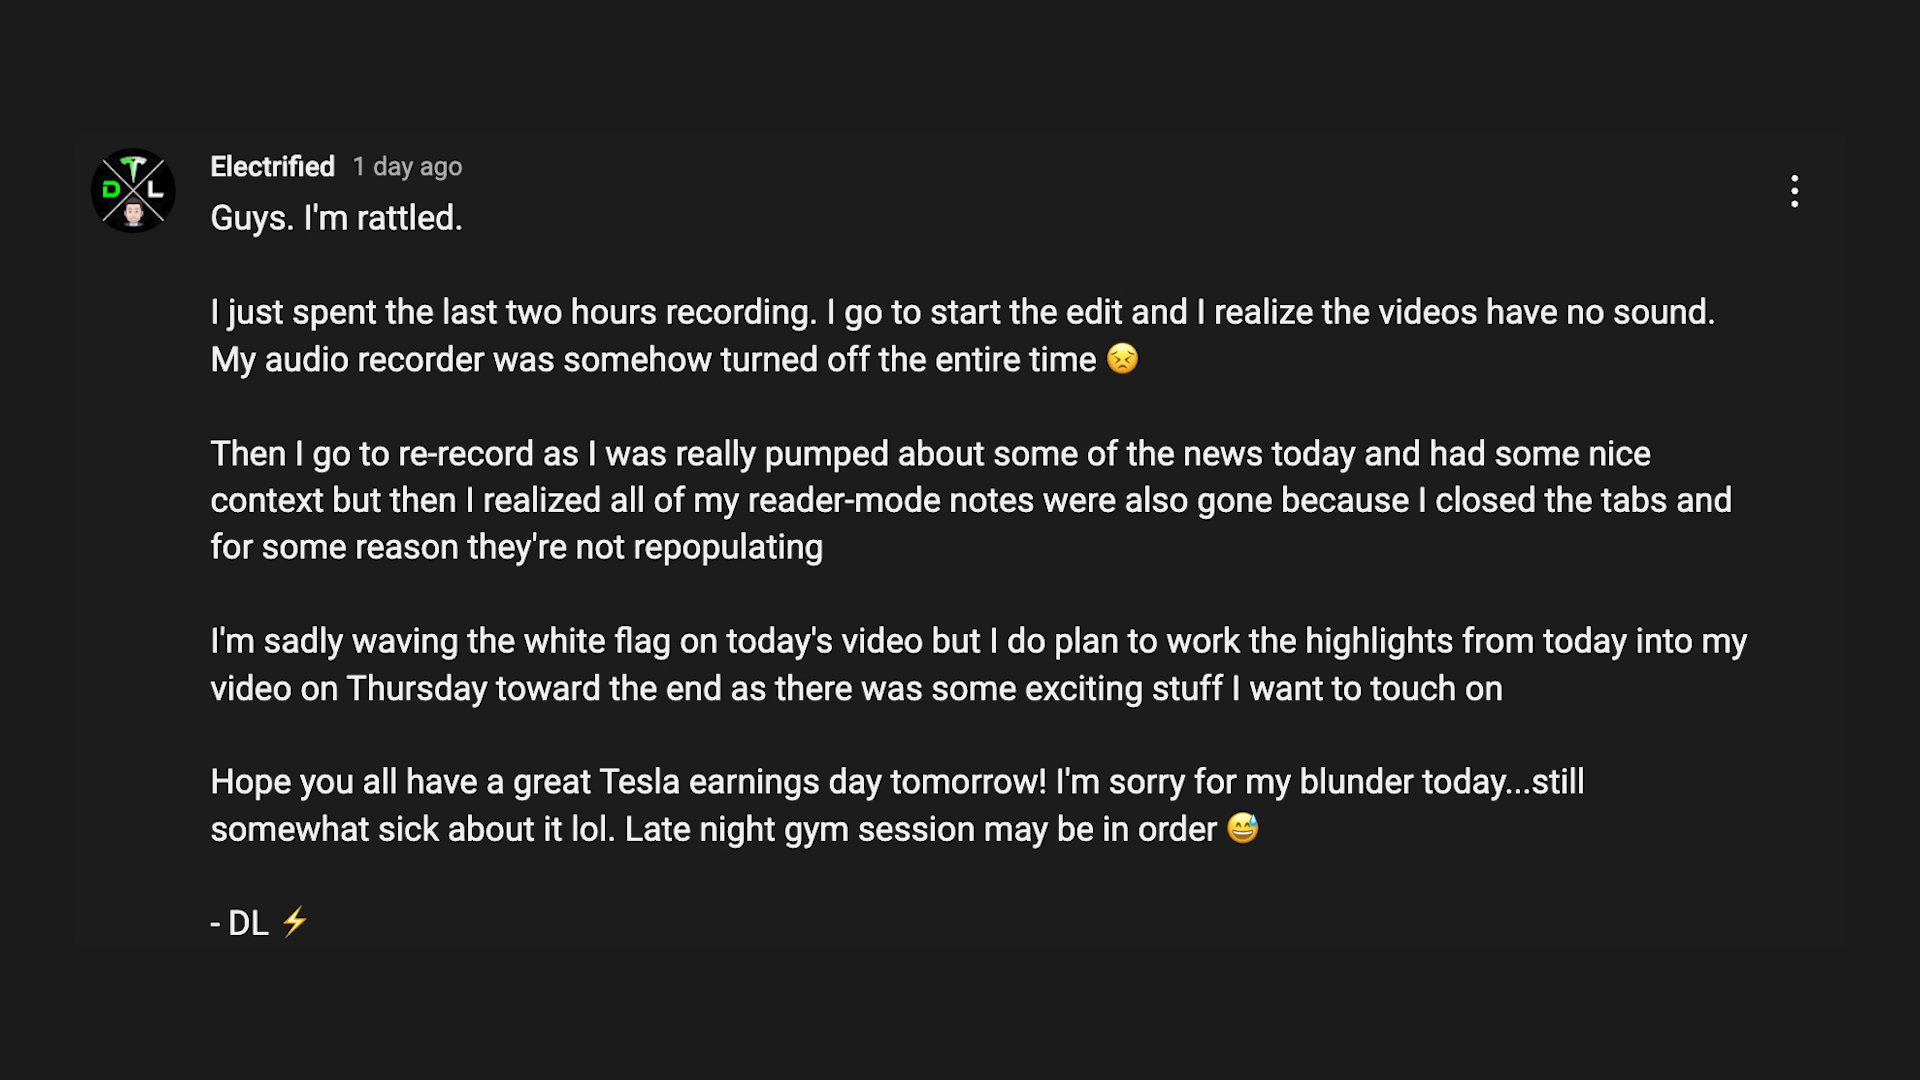 Electrified 1 day ago
Guys. I'm rattled.
I just spent the last two hours recording. I go to start the edit and I realize the videos have no sound.
My audio recorder was somehow turned off the entire time 😣
Then I go to re-record as I was really pumped about some of the news today and had some nice
context but then I realized all of my reader-mode notes were also gone because I closed the tabs and
for some reason they're not repopulating
I'm sadly waving the white flag on today's video but I do plan to work the highlights from today into my
video on Thursday toward the end as there was some exciting stuff I want to touch on
Hope you all have a great Tesla earnings day tomorrow! I'm sorry for my blunder today...still
somewhat sick about it lol. Late night gym session may be in order 😅
- DL ⚡
D L